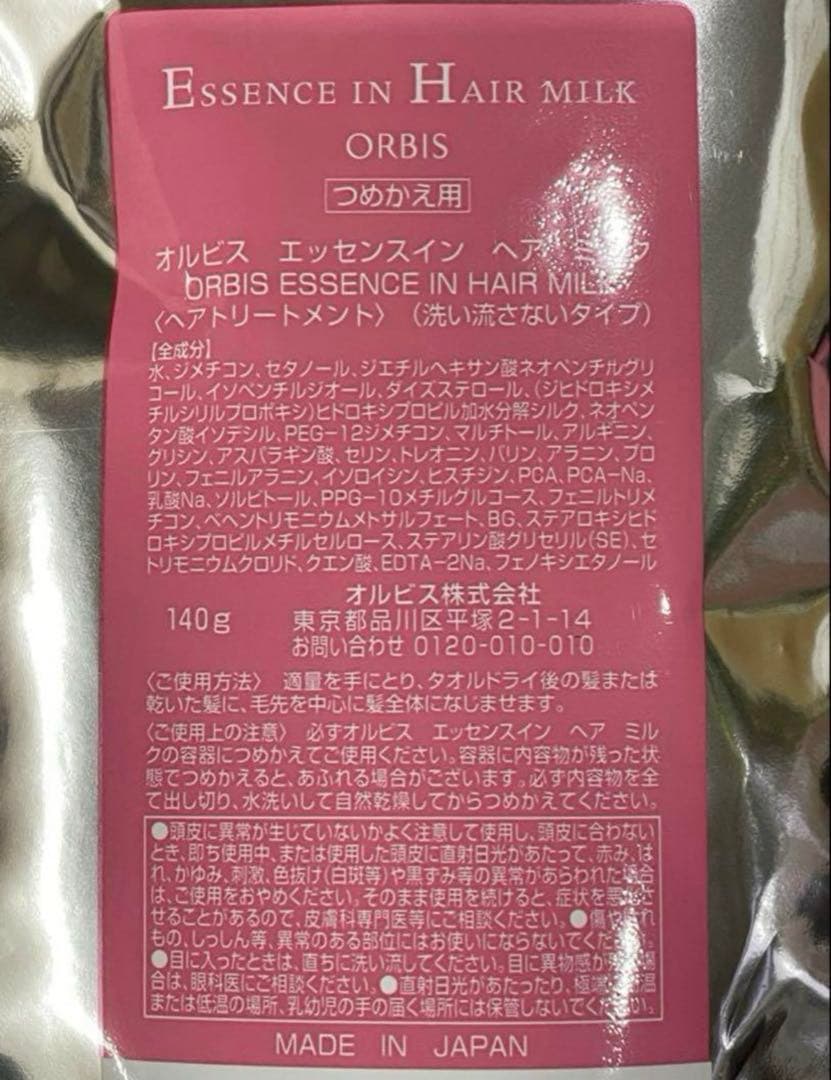 ESSENCE IN HAIR MILK
ORBIS
つめかえ用
オルビス エッセンスイン ヘア ミルク
ORBIS ESSENCE IN HAIR MILK
〈ヘアトリートメント〉（洗い流さないタイプ）
【全成分】
水、ジメチコン、セタノール、ジエチルヘキサン酸ネオペンチルグリ
コール、イソペンチルジオール、ダイズステロール、(ジヒドロキシメ
チルシリルプロポキシ)ヒドロキシプロピル加水分解シルク、ネオペン
タン酸イソデシル、PEG-12ジメチコン、マルチトール、アルギニン、
グリシン、アスパラギン酸、セリン、トレオニン、バリン、アラニン、プロ
リン、フェニルアラニン、イソロイシン、ヒスチジン、PCA、PCA-Na、
乳酸Na、ソルビトール、PPG-10メチルグルコース、フェニルトリメ
チコン、ベヘントリモニウムメトサルフェート、BG、ステアロキシヒド
ロキシプロピルメチルセルロース、ステアリン酸グリセリル(SE)、セ
トリモニウムクロリド、クエン酸、EDTA-2Na、フェノキシエタノール
オルビス株式会社
140g 東京都品川区平塚2-1-14
お問い合わせ 0120-010-010
〈ご使用方法〉 適量を手にとり、タオルドライ後の髪または
乾いた髪に、毛先を中心に髪全体になじませます。
〈ご使用上の注意〉 必ずオルビス エッセンスイン ヘア ミル
クの容器につめかえてご使用ください。容器に内容物が残った状
態でつめかえると、あふれる場合がございます。必ず内容物を全
て出し切り、水洗いして自然乾燥してからつめかえてください。
●頭皮に異常が生じていないかよく注意して使用し、頭皮に合わない
とき、即ち使用中、または使用した頭皮に直射日光があたって、赤み、は
れ、かゆみ、刺激、色抜け(白斑等)や黒ずみ等の異常があらわれた場合
は、ご使用をおやめください。そのまま使用を続けると、症状を悪化さ
せることがあるので、皮膚科専門医等にご相談ください。●傷やはれ
もの、しっしん等、異常のある部位にはお使いにならないでください。
●目に入ったときは、直ちに洗い流してください。目に異物感が残る場
合は、眼科医にご相談ください。●直射日光があたったり、極端に高温
または低温の場所、乳幼児の手の届く場所には保管しないでください。
MADE IN JAPAN